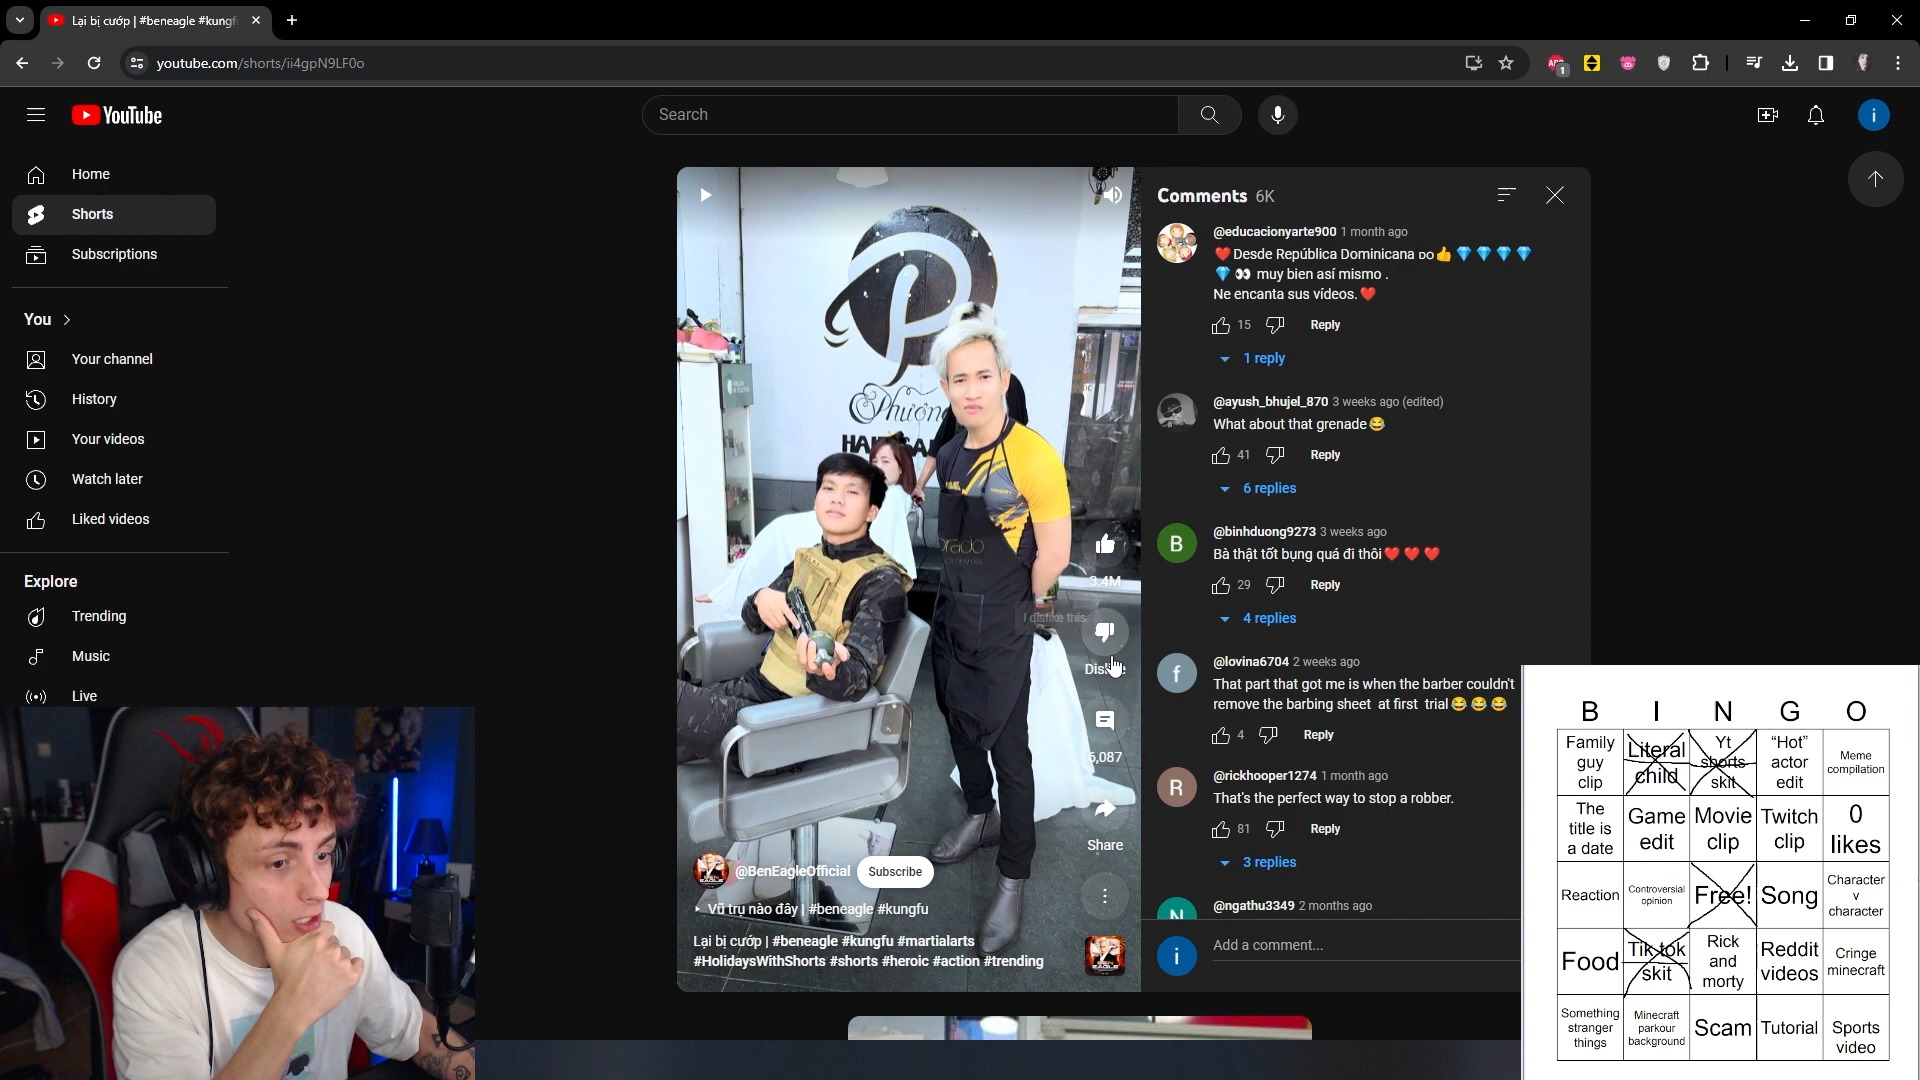 Lại bị cướp | #beneagle #kungf
youtube.com/shorts/ii4gpN9LF0o
1
YouTube
Search
i
Home
Shorts
Subscriptions
You
Your channel
History
Your videos
Watch later
Liked videos
Explore
Trending
Music
Live
P
Phương
3.4M
I dislike this
6,087
Share
@BenEagleOfficial
Subscribe
Vũ trụ nào đây | #beneagle #kungfu
Lại bị cướp | #beneagle #kungfu #martialarts
#HolidaysWithShorts #shorts #heroic #action #trending
Comments 6K
@educacionyarte900 1 month ago
❤️Desde República Dominicana DO👍💎💎💎💎
💎👀 muy bien así mismo .
Ne encanta sus vídeos.❤️
15 Reply
1 reply
@ayush_bhujel_870 3 weeks ago (edited)
What about that grenade😂
41 Reply
6 replies
B
@binhduong9273 3 weeks ago
Bà thật tốt bụng quá đi thôi❤️❤️❤️
29 Reply
4 replies
f
@lovina6704 2 weeks ago
That part that got me is when the barber couldn't
remove the barbing sheet at first trial😂😂😂
4 Reply
R
@rickhooper1274 1 month ago
That's the perfect way to stop a robber.
81 Reply
3 replies
N
@ngathu3349 2 months ago
i
Add a comment...
B I N G O
Family
guy
clip
Literal
child
Yt
shorts
skit
“Hot”
actor
edit
Meme
compilation
The
title is
a date
Game
edit
Movie
clip
Twitch
clip
0
likes
Reaction
Controversial
opinion
Free!
Song
Character
v
character
Food
Tik tok
skit
Rick
and
morty
Reddit
videos
Cringe
minecraft
Something
stranger
things
Minecraft
parkour
background
Scam
Tutorial
Sports
video